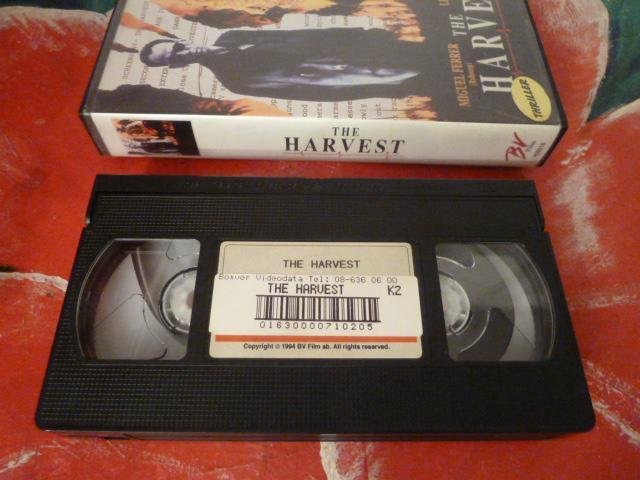 THE
HARVEST
MIGUEL FERRER
THRILLER
THE
HARVEST
BV
THE HARVEST
Bomver Videodata Tel: 08-636 06 00
THE HARVEST K2
01630000710205
Copyright © 1994 BV Film ab. All rights reserved.